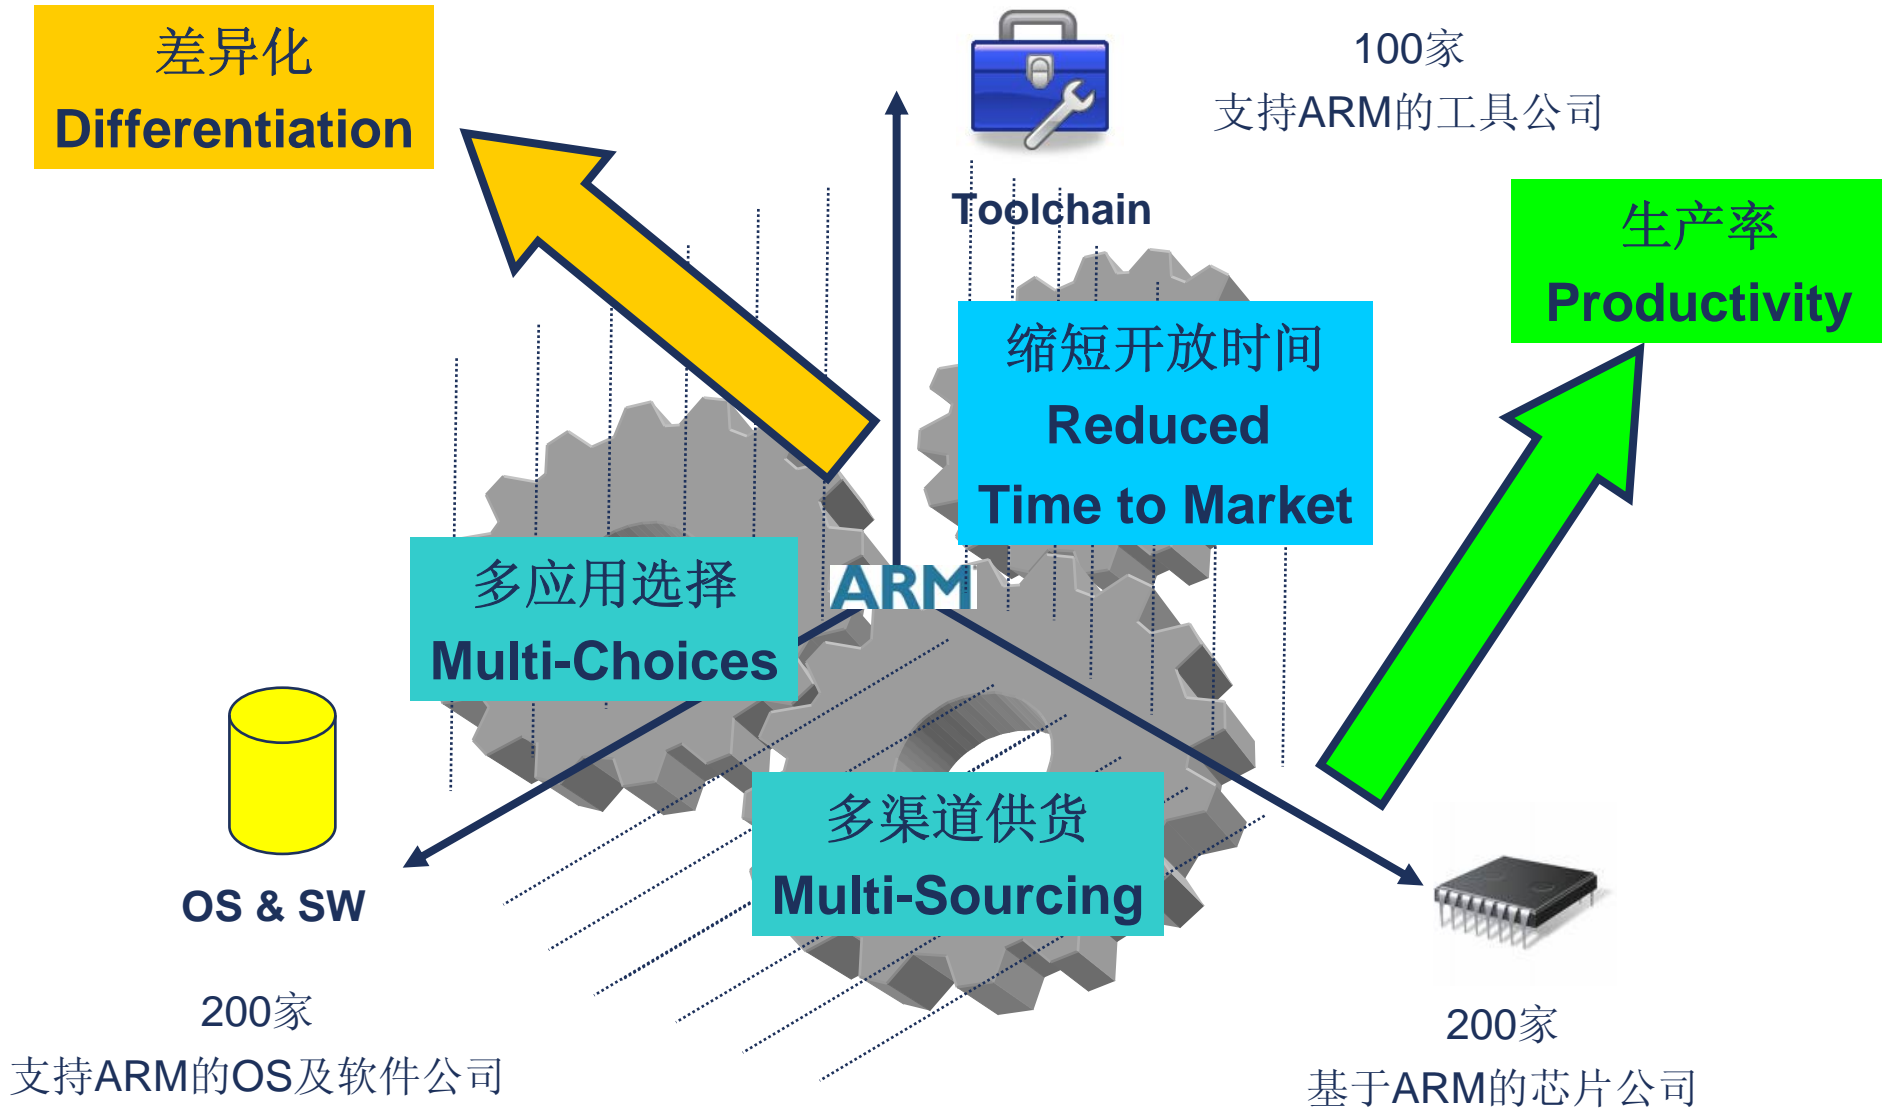 差异化
Differentiation
100家
支持ARM的工具公司
Toolchain
生产率
Productivity
缩短开放时间
Reduced
Time to Market
多应用选择
Multi-Choices
ARM
多渠道供货
Multi-Sourcing
OS & SW
200家
支持ARM的OS及软件公司
200家
基于ARM的芯片公司